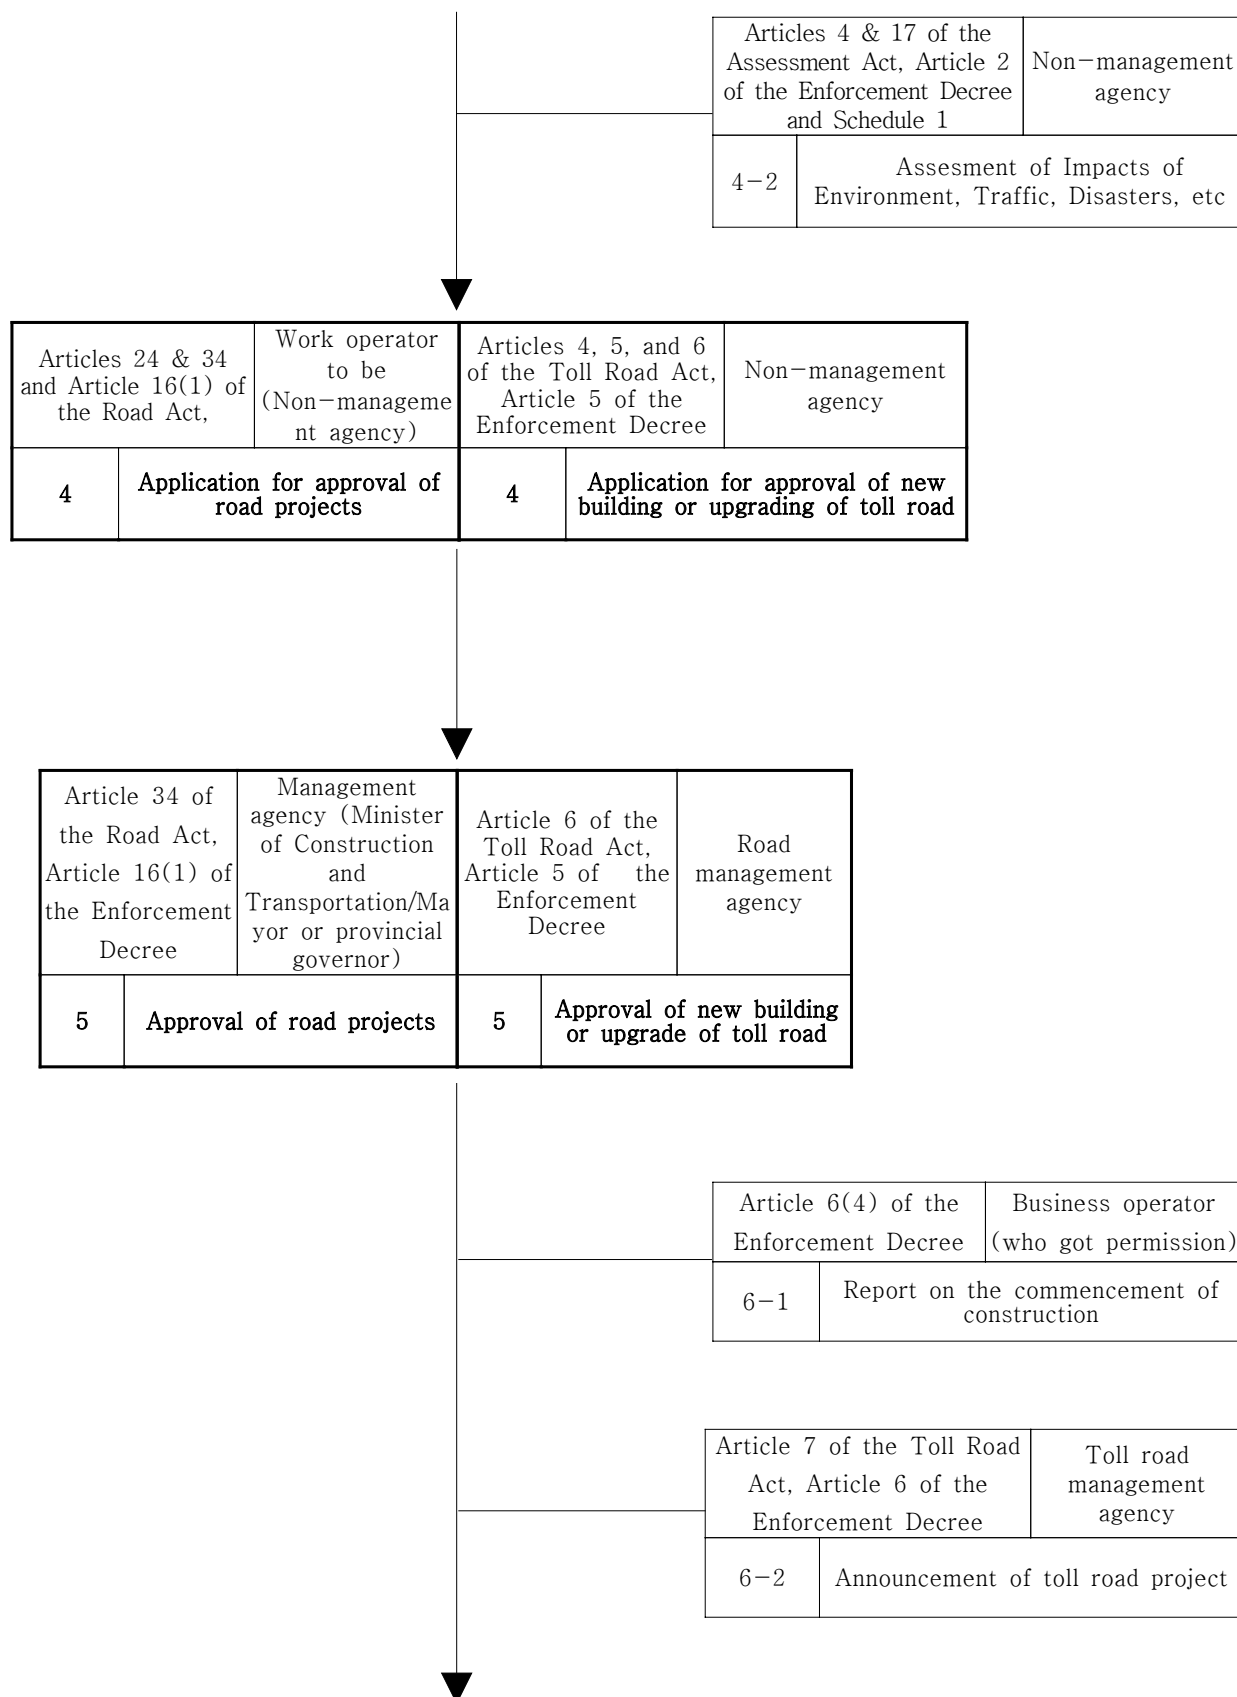 Articles 4 & 17 of the
Assessment Act, Article 2
of the Enforcement Decree
and Schedule 1
Non-management
agency
4-2
Assesment of Impacts of
Environment, Traffic, Disasters, etc
Articles 24 & 34
and Article 16(1) of
the Road Act,
Work operator
to be
(Non-manageme
nt agency)
Articles 4, 5, and 6
of the Toll Road Act,
Article 5 of the
Enforcement Decree
Non-management
agency
4
Application for approval of
road projects
4
Application for approval of new
building or upgrading of toll road
Article 34 of
the Road Act,
Article 16(1) of
the Enforcement
Decree
Management
agency (Minister
of Construction
and
Transportation/Ma
yor or provincial
governor)
Article 6 of the
Toll Road Act,
Article 5 of the
Enforcement
Decree
Road
management
agency
5
Approval of road projects
5
Approval of new building
or upgrade of toll road
Article 6(4) of the
Enforcement Decree
Business operator
(who got permission)
6-1
Report on the commencement of
construction
Article 7 of the Toll Road
Act, Article 6 of the
Enforcement Decree
Toll road
management
agency
6-2
Announcement of toll road project